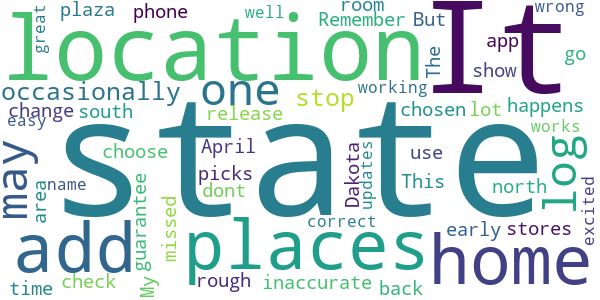 great plaza phone well room Remember But wrong
location It The app show go
occasionally one stop working
change south release chosen lot happens
easy may choose April Dakota updates use works
state log
area name picks dont This north
add guarantee missed places correct early stores excited
home
time check My rough inaccurate back